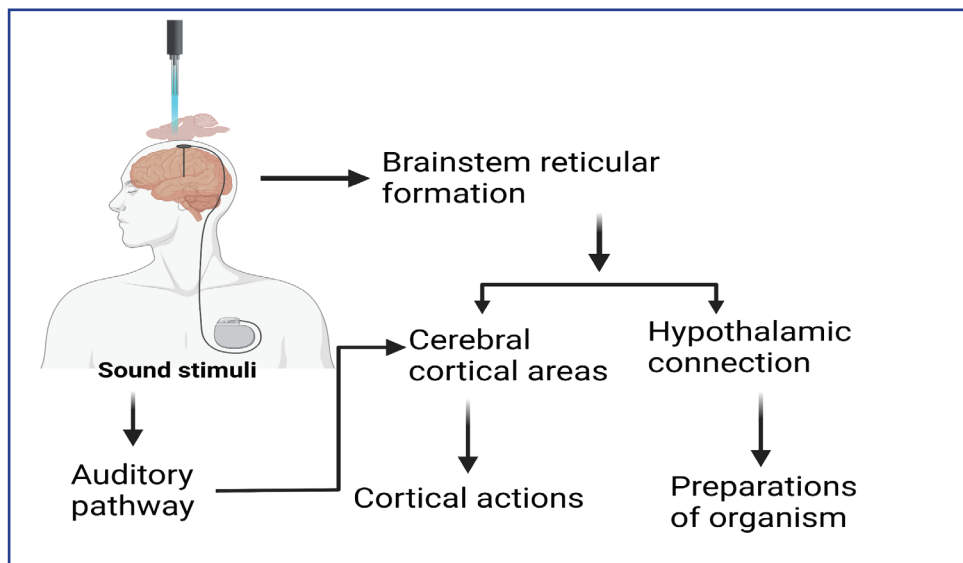 Brainstem reticular
formation
Cerebral
cortical areas
Hypothalamic
connection
Sound stimuli
Auditory
pathway
Cortical actions
Preparations
of organism